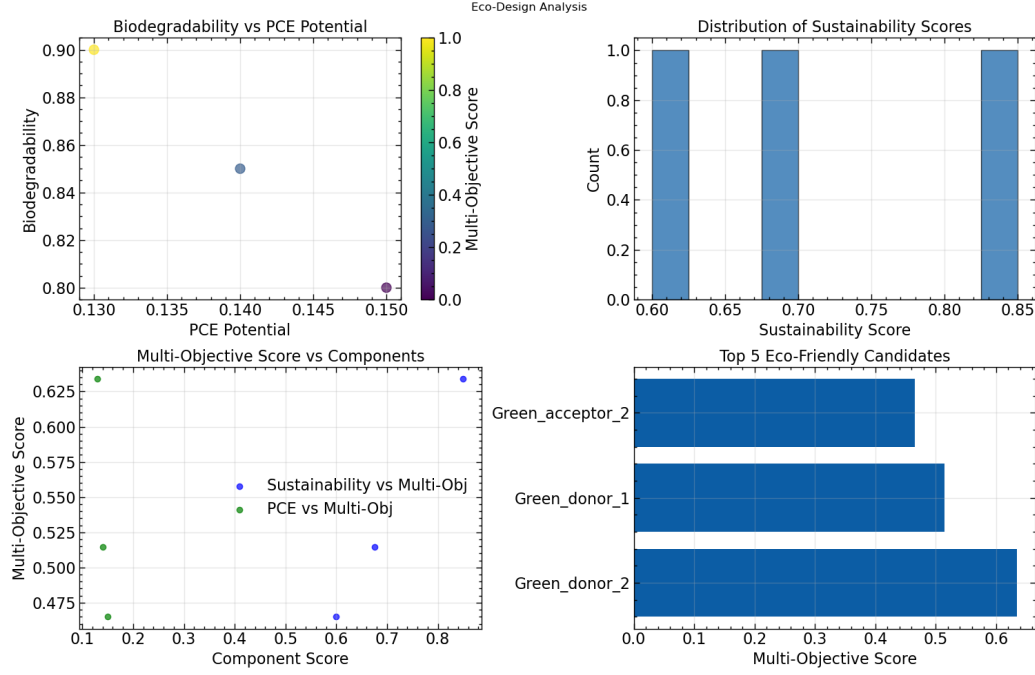 Eco-Design Analysis
Biodegradability vs PCE Potential
0.90
0.88
0.86
0.84
0.82
0.80
Biodegradability
0.130
0.135
0.140
0.145
0.150
PCE Potential
1.0
0.8
0.6
0.4
0.2
0.0
Multi-Objective Score
Distribution of Sustainability Scores
1.0
0.8
0.6
0.4
0.2
0.0
Count
0.60
0.65
0.70
0.75
0.80
0.85
Sustainability Score
Multi-Objective Score vs Components
0.625
0.600
0.575
0.550
0.525
0.500
0.475
Multi-Objective Score
Sustainability vs Multi-Obj
PCE vs Multi-Obj
0.1
0.2
0.3
0.4
0.5
0.6
0.7
0.8
Component Score
Top 5 Eco-Friendly Candidates
Green_acceptor_2
Green_donor_1
Green_donor_2
0.0
0.1
0.2
0.3
0.4
0.5
0.6
Multi-Objective Score